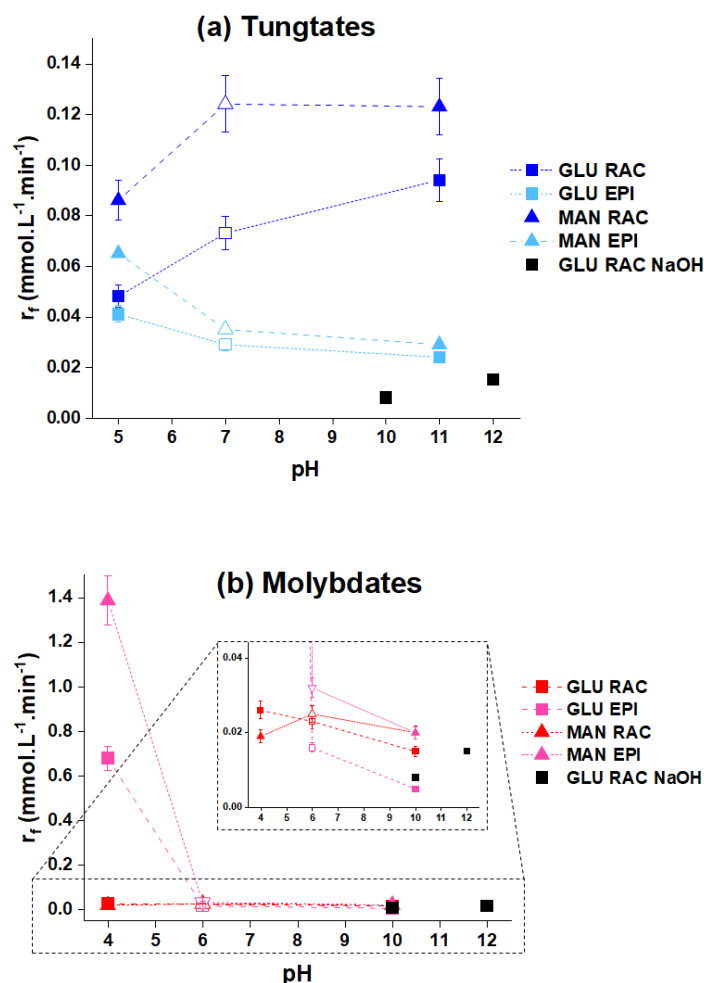 (a) Tungtates
0.14
0.12
0.10
0.08
0.06
0.04
0.02
0.00
r_f (mmol.L⁻¹.min⁻¹)
5 6 7 8 9 10 11 12
pH
GLU RAC
GLU EPI
MAN RAC
MAN EPI
GLU RAC NaOH
(b) Molybdates
1.4
1.2
1.0
0.8
0.6
0.4
0.2
0.0
r_f (mmol.L⁻¹.min⁻¹)
0.04
0.02
0.00
4 5 6 7 8 9 10 11 12
4 5 6 7 8 9 10 11 12
pH
GLU RAC
GLU EPI
MAN RAC
MAN EPI
GLU RAC NaOH